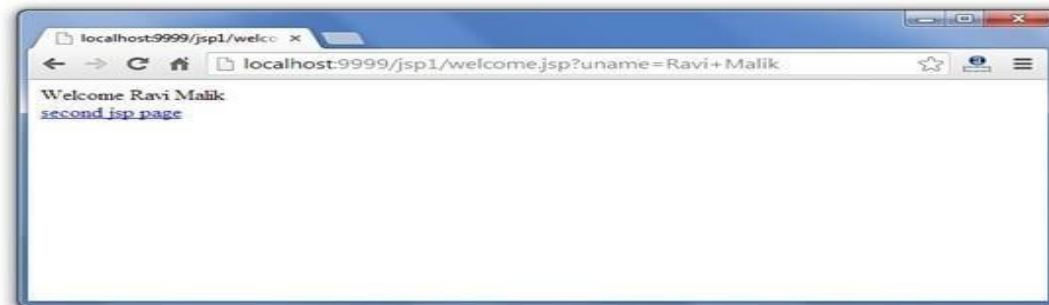 localhost:9999/jsp1/welco
localhost:9999/jsp1/welcome.jsp?uname=Ravi+Malik
Welcome Ravi Malik
second jsp page